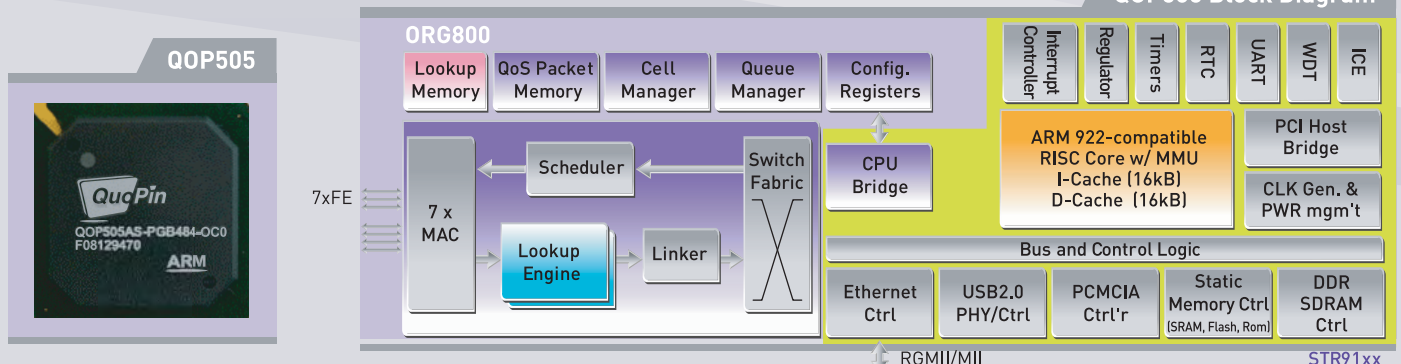 QOP505
QuoPin
QOP505AS-PGB484-OC0
F08129470
ARM
Block Diagram
ORG800
Lookup
Memory
QoS Packet
Memory
Cell
Manager
Queue
Manager
Config.
Registers
Interrupt
Controller
Regulator
Timers
RTC
UART
WDT
ICE
7xFE
7 x
MAC
Scheduler
Switch
Fabric
Lookup
Engine
Linker
CPU
Bridge
ARM 922-compatible
RISC Core w/ MMU
I-Cache (16kB)
D-Cache (16kB)
PCI Host
Bridge
CLK Gen. &
PWR mgm't
Bus and Control Logic
Ethernet
Ctrl
USB2.0
PHY/Ctrl
PCMCIA
Ctrl'r
Static
Memory Ctrl
(SRAM, Flash, Rom)
DDR
SDRAM
Ctrl
RGMII/MII
STR91xx